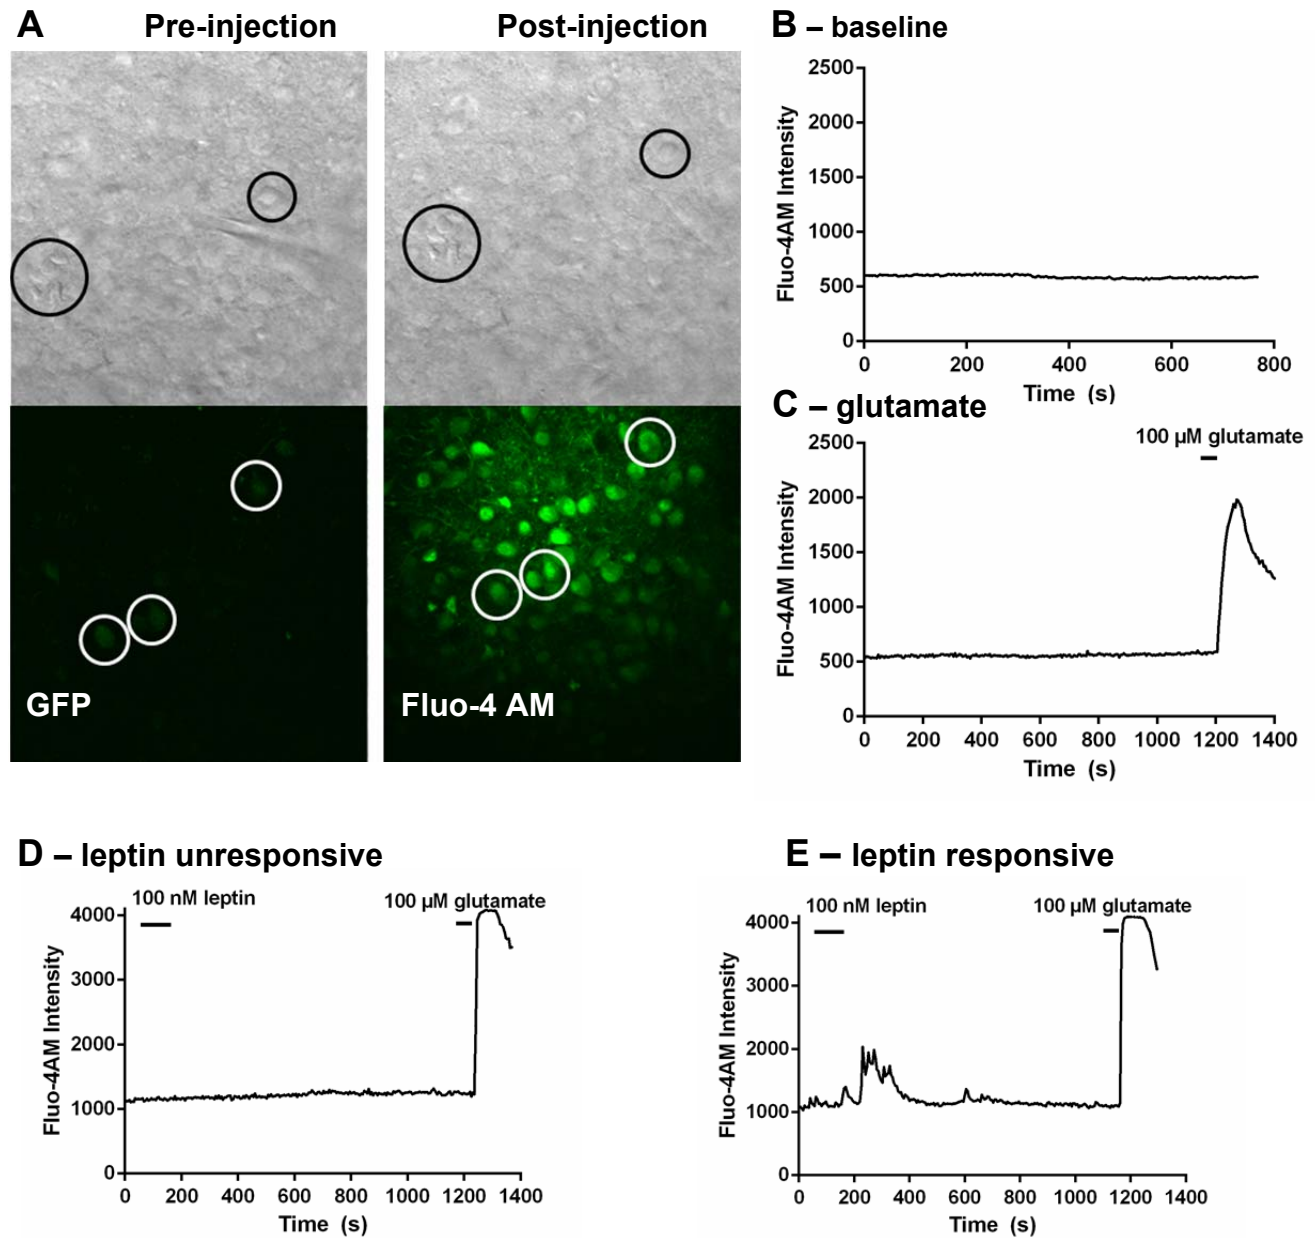 A Pre-injection Post-injection
GFP
Fluo-4 AM
B – baseline
2500
2000
1500
1000
500
0
Fluo-4AM Intensity
0 200 400 600 800
Time (s)
C – glutamate
100 µM glutamate
2500
2000
1500
1000
500
0
Fluo-4AM Intensity
0 200 400 600 800 1000 1200 1400
Time (s)
D – leptin unresponsive
100 nM leptin 100 µM glutamate
4000
3000
2000
1000
0
Fluo-4AM Intensity
0 200 400 600 800 1000 1200 1400
Time (s)
E – leptin responsive
100 nM leptin 100 µM glutamate
4000
3000
2000
1000
0
Fluo-4AM Intensity
0 200 400 600 800 1000 1200 1400
Time (s)